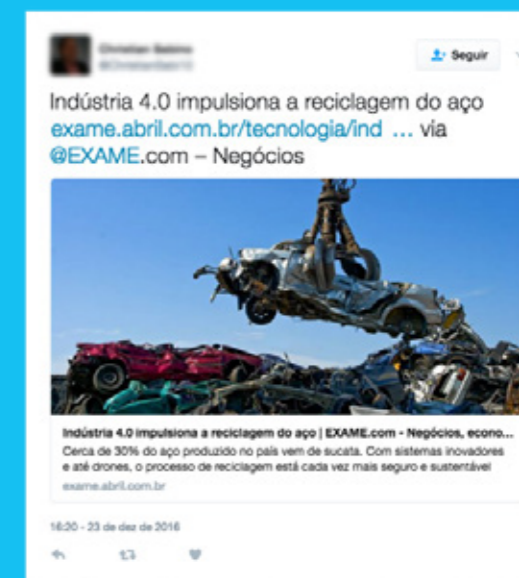 Seguir
Indústria 4.0 impulsiona a reciclagem do aço
exame.abril.com.br/tecnologia/ind ... via
@EXAME.com – Negócios
Indústria 4.0 impulsiona a reciclagem do aço | EXAME.com - Negócios, econo...
Cerca de 30% do aço produzido no país vem de sucata. Com sistemas inovadores
e até drones, o processo de reciclagem está cada vez mais seguro e sustentável
exame.abril.com.br
16:20 - 23 de dez de 2016